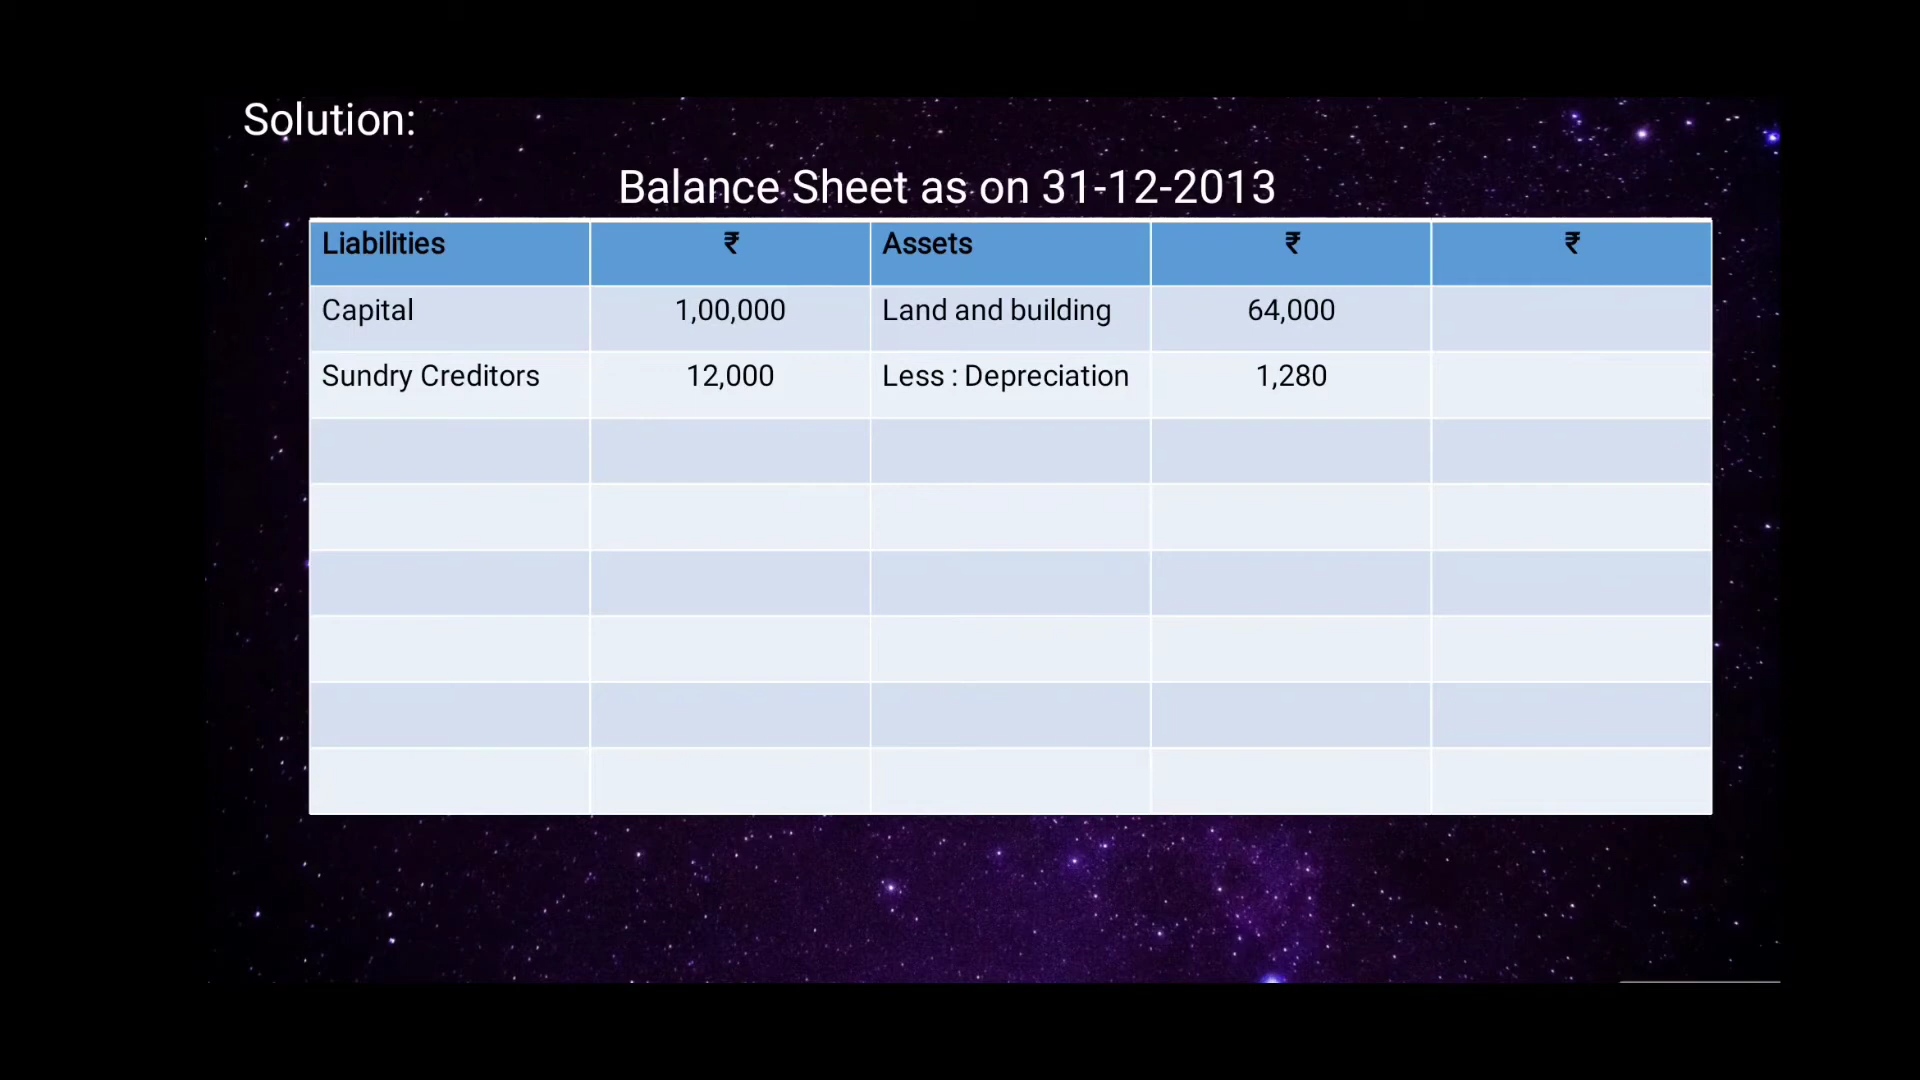 Solution:
Balance Sheet as on 31-12-2013
Liabilities ₹ Assets ₹ ₹
Capital 1,00,000 Land and building 64,000
Sundry Creditors 12,000 Less : Depreciation 1,280